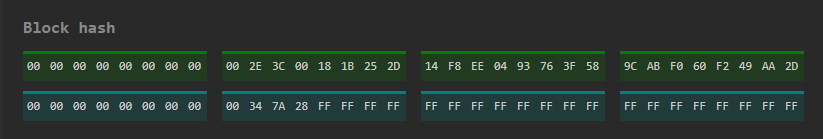 Block hash
00 00 00 00 00 00 00 00 00 2E 3C 00 18 1B 25 2D 14 F8 EE 04 93 76 3F 58 9C AB F0 60 F2 49 AA 2D
00 00 00 00 00 00 00 00 00 34 7A 28 FF FF FF FF FF FF FF FF FF FF FF FF FF FF FF FF FF FF FF FF